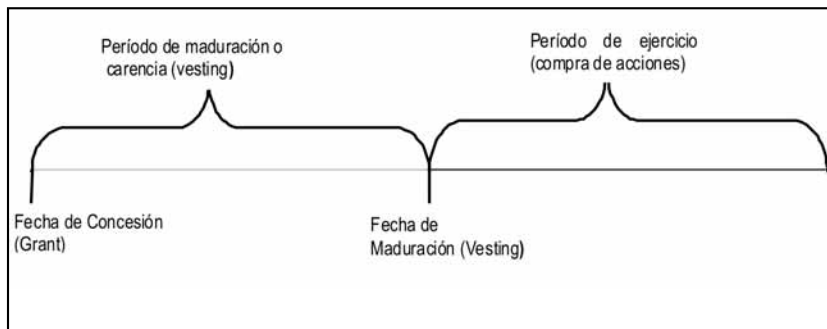 Período de maduración o
carencia (vesting)
Período de ejercicio
(compra de acciones)
Fecha de Concesión
(Grant)
Fecha de
Maduración (Vesting)